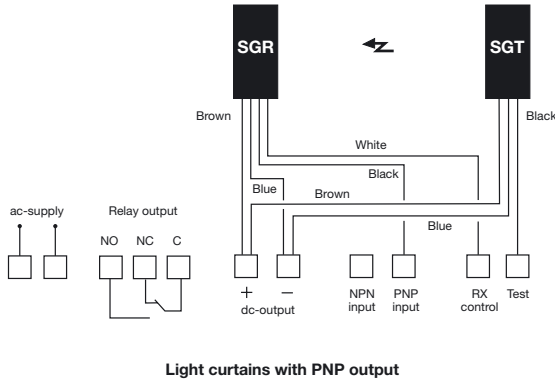 SGR
SGT
Brown
Black
White
Black
Blue
Brown
Blue
ac-supply
Relay output
NO NC C
+ −
dc-output
NPN
input
PNP
input
RX
control
Test
Light curtains with PNP output